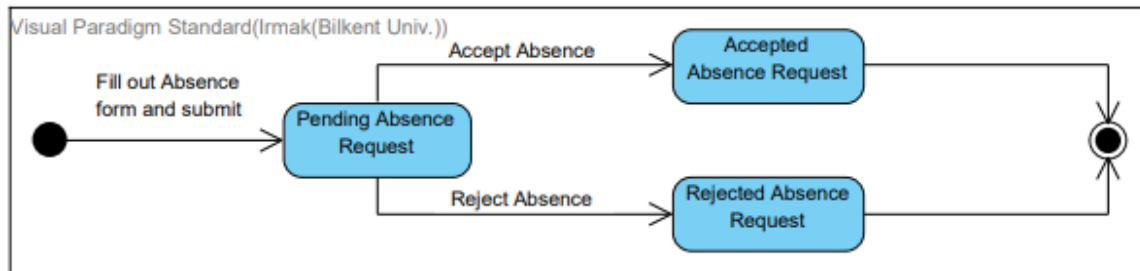 Visual Paradigm Standard(Irmak(Bilkent Univ.))
Fill out Absence
form and submit
Pending Absence
Request
Accept Absence
Accepted
Absence Request
Reject Absence
Rejected Absence
Request